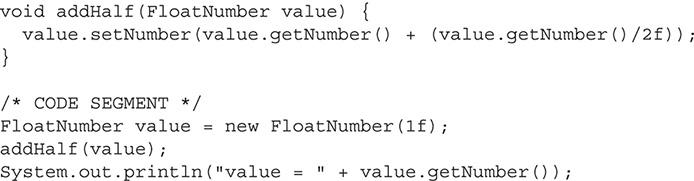 void addHalf(FloatNumber value) {
  value.setNumber(value.getNumber() + (value.getNumber()/2f));
}

/* CODE SEGMENT */
FloatNumber value = new FloatNumber(1f);
addHalf(value);
System.out.println("value = " + value.getNumber());